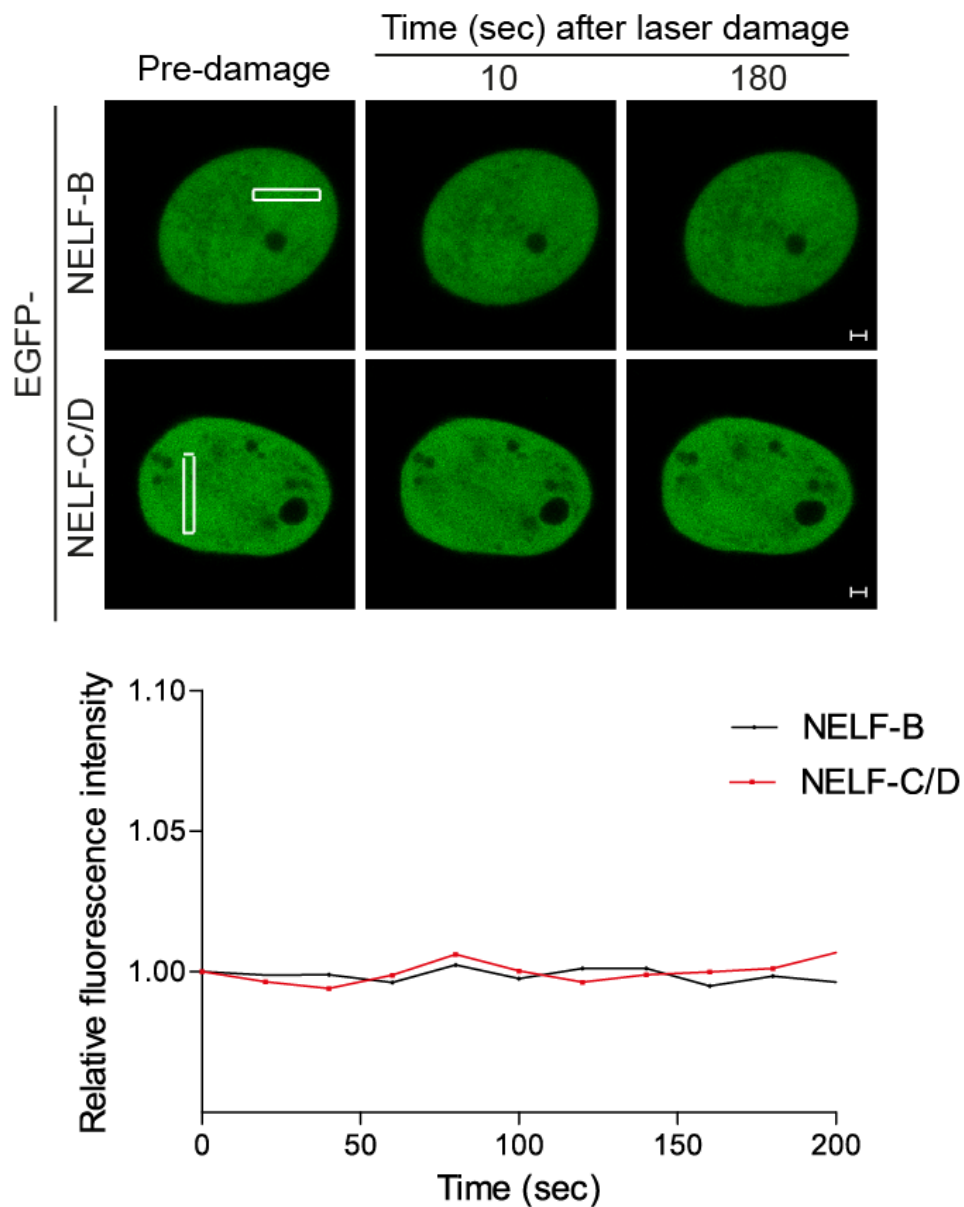 Time (sec) after laser damage
Pre-damage
10
180
EGFP-
NELF-B
NELF-C/D
Relative fluorescence intensity
1.10
1.05
1.00
NELF-B
NELF-C/D
0
50
100
150
200
Time (sec)